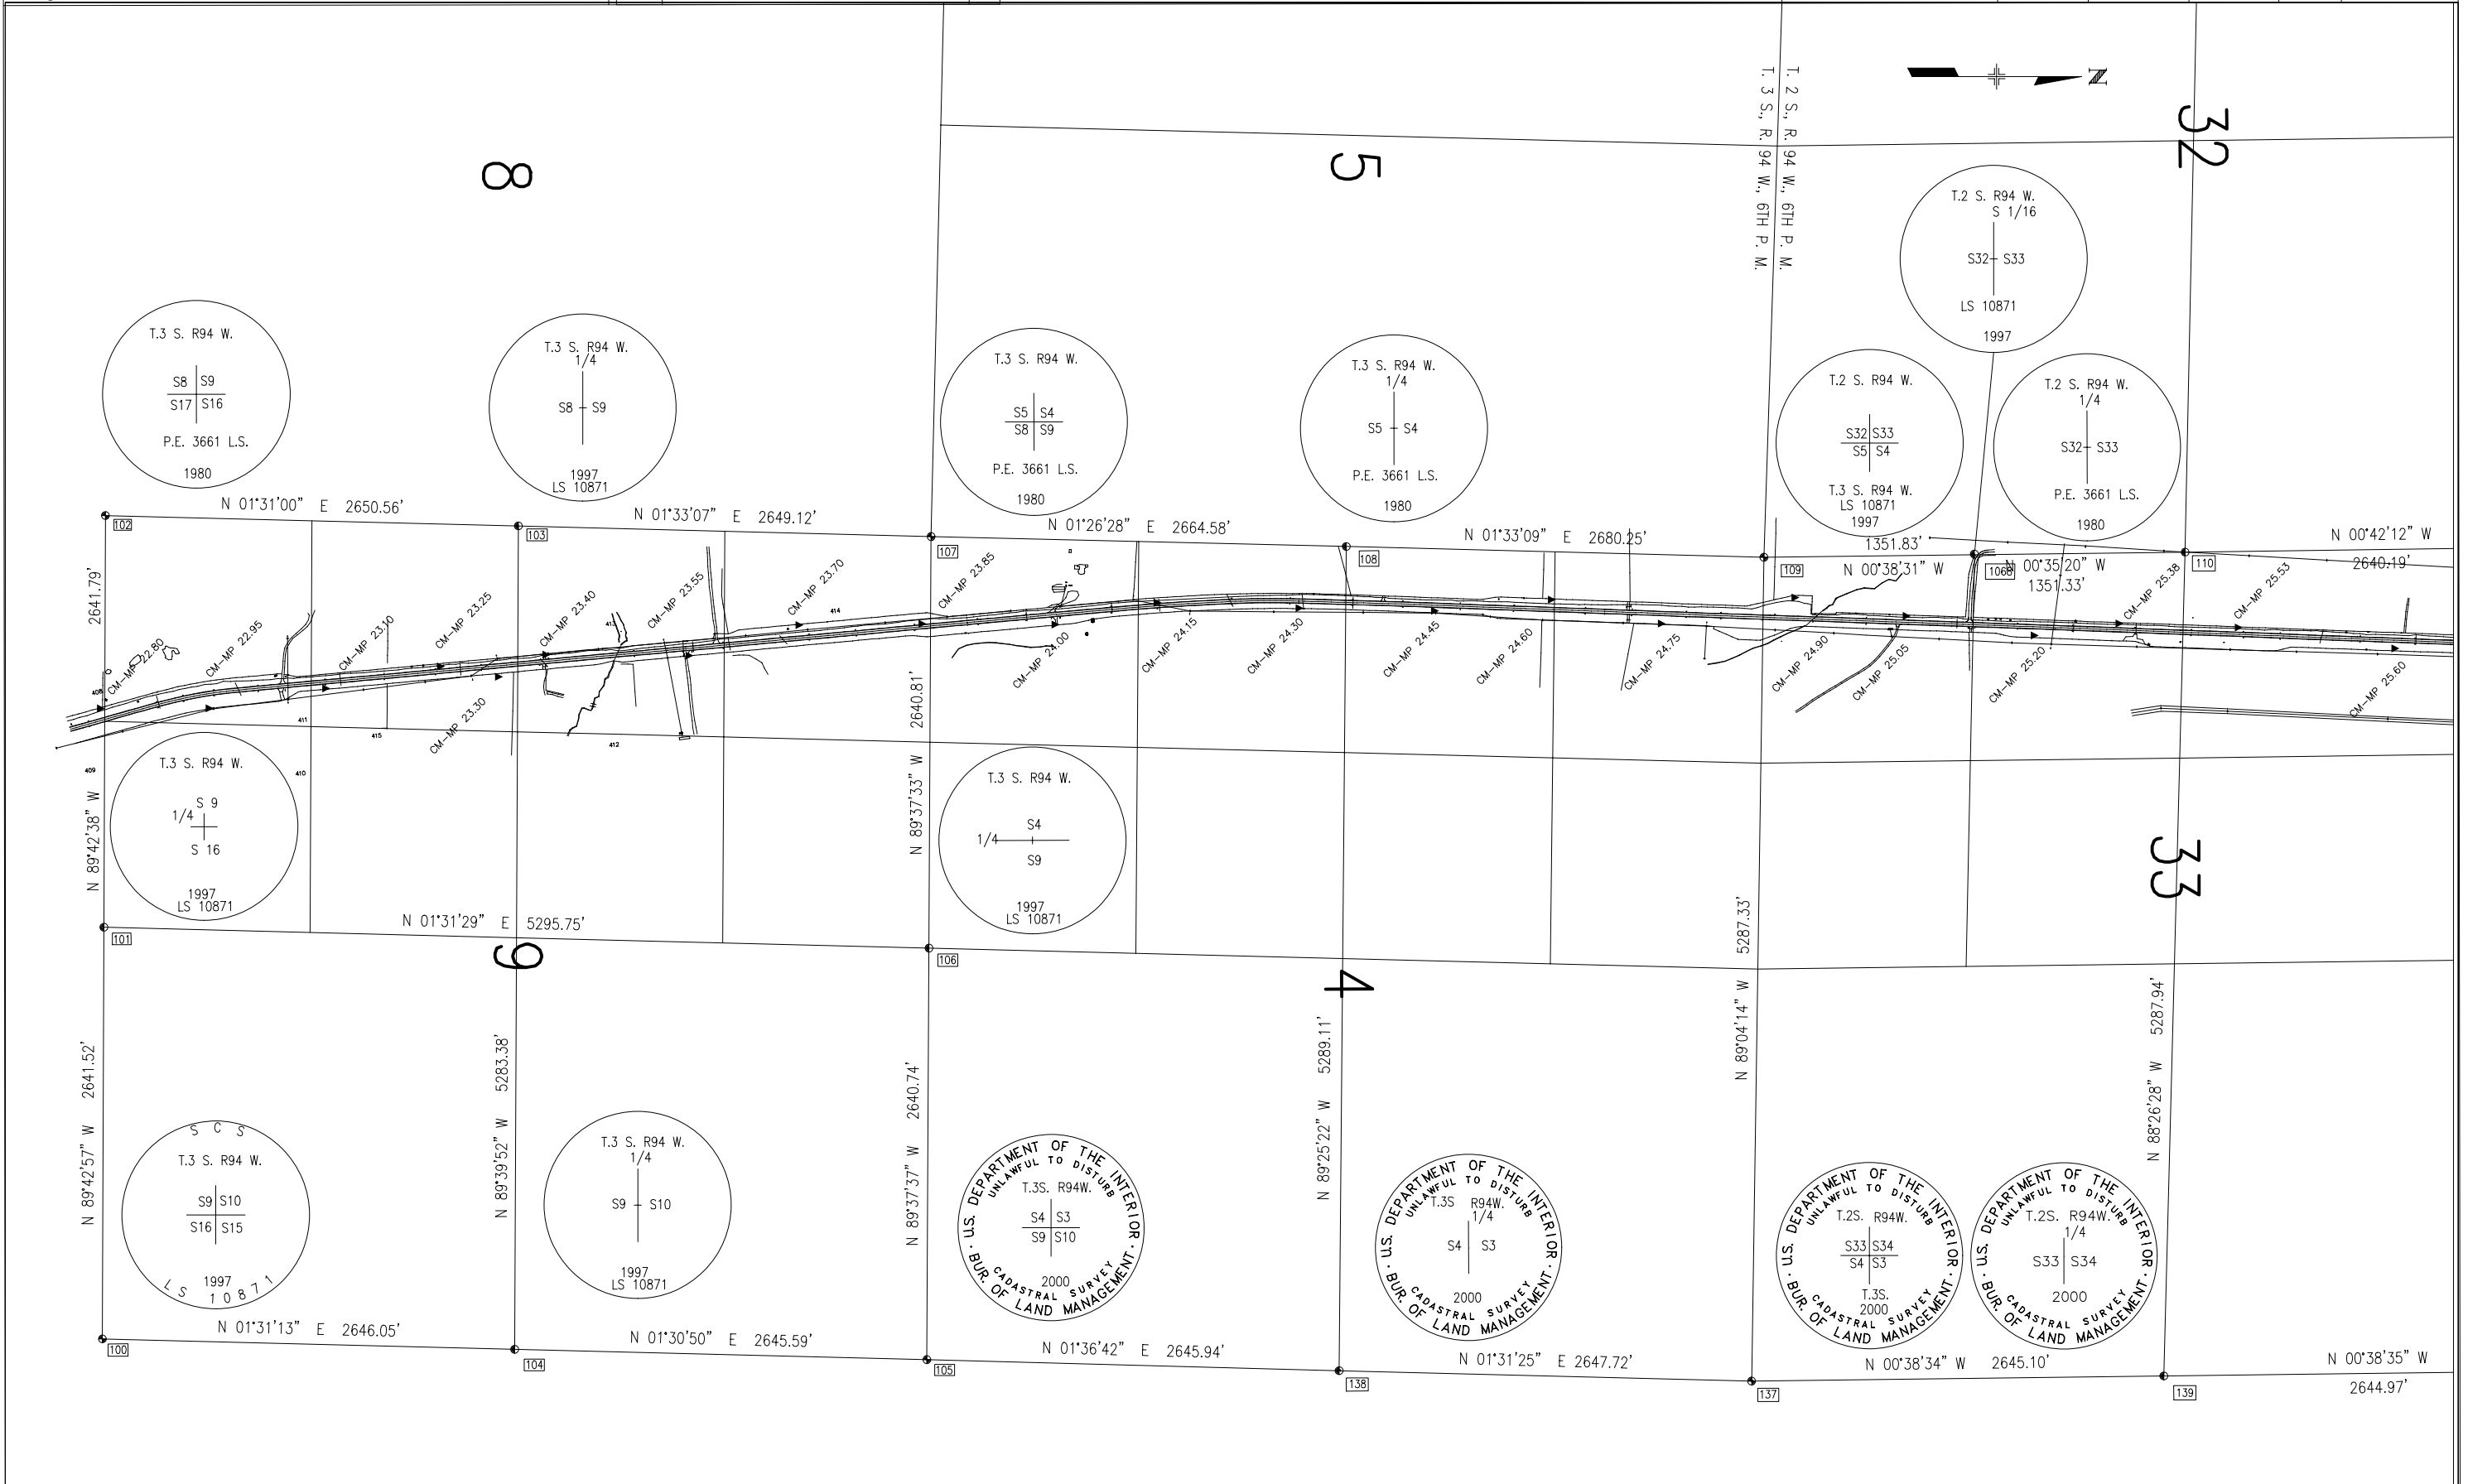 N
T. 2 S., R. 94 W., 6TH P. M.
T. 3 S., R. 94 W., 6TH P. M.
8
5
32
T.2 S. R94 W.
S 1/16
S32 S33
LS 10871
1997
T.3 S. R94 W.
S8 S9
S17 S16
P.E. 3661 L.S.
1980
T.3 S. R94 W.
1/4
S8 S9
1997
LS 10871
T.3 S. R94 W.
S5 S4
S8 S9
P.E. 3661 L.S.
1980
T.3 S. R94 W.
1/4
S5 S4
P.E. 3661 L.S.
1980
T.2 S. R94 W.
S32 S33
S5 S4
T.3 S. R94 W.
LS 10871
1997
T.2 S. R94 W.
1/4
S32 S33
P.E. 3661 L.S.
1980
N 01°31'00" E 2650.56'
N 01°33'07" E 2649.12'
N 01°26'28" E 2664.58'
N 01°33'09" E 2680.25'
1351.83'
N 00°38'31" W
N 00°35'20" W
1351.33'
N 00°42'12" W
2640.19'
102
103
107
108
109
1068
110
2641.79'
N 89°42'38" W
CM-MP 22.80
CM-MP 22.95
CM-MP 23.10
CM-MP 23.25
CM-MP 23.30
CM-MP 23.40
CM-MP 23.55
CM-MP 23.70
CM-MP 23.85
CM-MP 24.00
CM-MP 24.15
CM-MP 24.30
CM-MP 24.45
CM-MP 24.60
CM-MP 24.75
CM-MP 24.90
CM-MP 25.05
CM-MP 25.20
CM-MP 25.38
CM-MP 25.53
CM-MP 25.60
408
409
410
411
415
412
413
414
2640.81'
N 89°37'33" W
T.3 S. R94 W.
S 9
1/4
S 16
1997
LS 10871
T.3 S. R94 W.
S4
1/4
S9
1997
LS 10871
33
N 01°31'29" E 5295.75'
101
106
9
4
N 89°42'57" W 2641.52'
N 89°39'52" W 5283.38'
N 89°37'37" W 2640.74'
N 89°25'22" W 5289.11'
N 89°04'14" W 5287.33'
N 88°26'28" W 5287.94'
S C S
T.3 S. R94 W.
S9 S10
S16 S15
1997
LS 10871
T.3 S. R94 W.
1/4
S9 S10
1997
LS 10871
U.S. DEPARTMENT OF THE INTERIOR
UNLAWFUL TO DISTURB
T.3S. R94W.
S4 S3
S9 S10
2000
CADASTRAL SURVEY
BUR. OF LAND MANAGEMENT
U.S. DEPARTMENT OF THE INTERIOR
UNLAWFUL TO DISTURB
T.3S R94W.
1/4
S4 S3
2000
CADASTRAL SURVEY
BUR. OF LAND MANAGEMENT
U.S. DEPARTMENT OF THE INTERIOR
UNLAWFUL TO DISTURB
T.2S. R94W.
S33 S34
S4 S3
T.3S.
2000
CADASTRAL SURVEY
BUR. OF LAND MANAGEMENT
U.S. DEPARTMENT OF THE INTERIOR
UNLAWFUL TO DISTURB
T.2S. R94W.
1/4
S33 S34
2000
CADASTRAL SURVEY
BUR. OF LAND MANAGEMENT
N 01°31'13" E 2646.05'
N 01°30'50" E 2645.59'
N 01°36'42" E 2645.94'
N 01°31'25" E 2647.72'
N 00°38'34" W 2645.10'
N 00°38'35" W
2644.97'
100
104
105
138
137
139